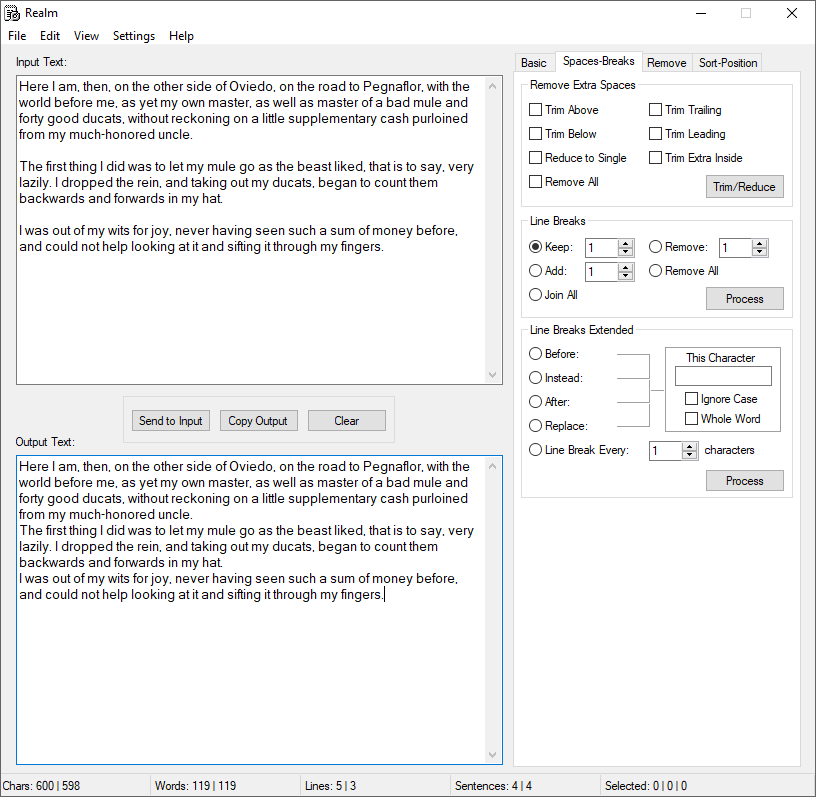 Realm
File Edit View Settings Help
Input Text:
Here I am, then, on the other side of Oviedo, on the road to Pegnaflor, with the
world before me, as yet my own master, as well as master of a bad mule and
forty good ducats, without reckoning on a little supplementary cash purloined
from my much-honored uncle.
The first thing I did was to let my mule go as the beast liked, that is to say, very
lazily. I dropped the rein, and taking out my ducats, began to count them
backwards and forwards in my hat.
I was out of my wits for joy, never having seen such a sum of money before,
and could not help looking at it and sifting it through my fingers.
Send to Input Copy Output Clear
Output Text:
Here I am, then, on the other side of Oviedo, on the road to Pegnaflor, with the
world before me, as yet my own master, as well as master of a bad mule and
forty good ducats, without reckoning on a little supplementary cash purloined
from my much-honored uncle.
The first thing I did was to let my mule go as the beast liked, that is to say, very
lazily. I dropped the rein, and taking out my ducats, began to count them
backwards and forwards in my hat.
I was out of my wits for joy, never having seen such a sum of money before,
and could not help looking at it and sifting it through my fingers.
Basic Spaces-Breaks Remove Sort-Position
Remove Extra Spaces
Trim Above Trim Trailing
Trim Below Trim Leading
Reduce to Single Trim Extra Inside
Remove All Trim/Reduce
Line Breaks
Keep: 1 Remove: 1
Add: 1 Remove All
Join All Process
Line Breaks Extended
Before: This Character
Instead:
After: Ignore Case
Replace: Whole Word
Line Break Every: 1 characters
Process
Chars: 600 | 598 Words: 119 | 119 Lines: 5 | 3 Sentences: 4 | 4 Selected: 0 | 0 | 0